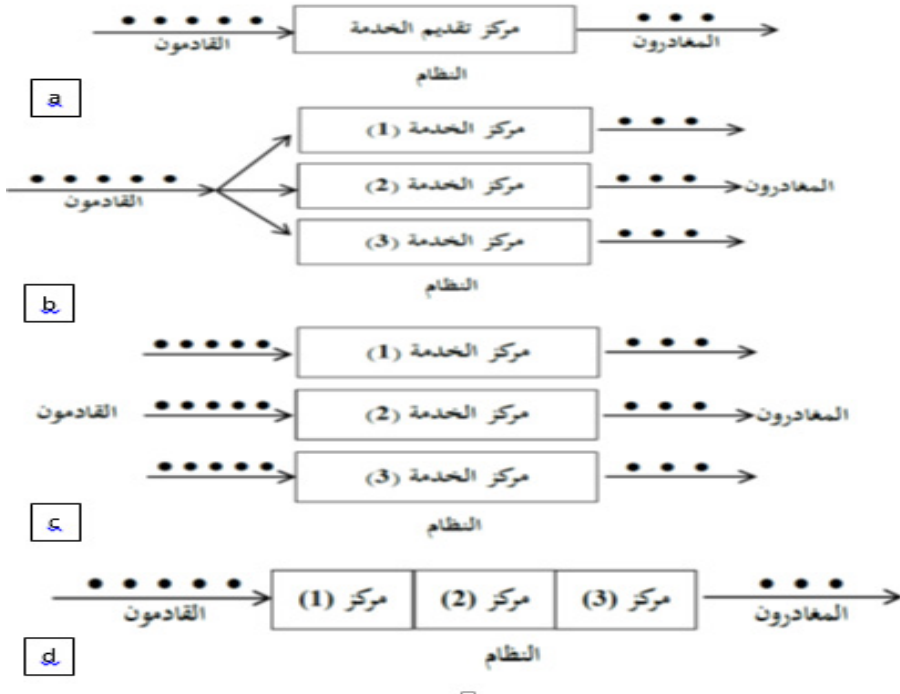 مركز تقديم الخدمة
القادمون
المغادرون
النظام
a
مركز الخدمة (1)
مركز الخدمة (2)
القادمون
المغادرون
مركز الخدمة (3)
النظام
b
مركز الخدمة (1)
القادمون
مركز الخدمة (2)
المغادرون
مركز الخدمة (3)
النظام
c
مركز (1)
مركز (2)
مركز (3)
القادمون
المغادرون
النظام
d